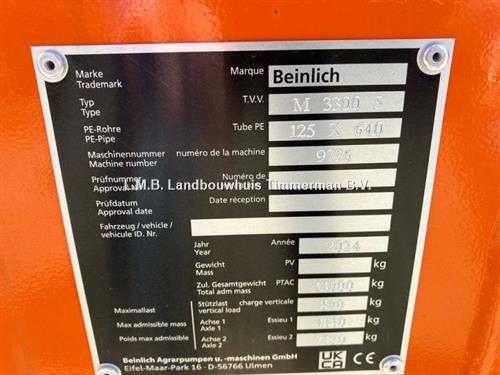 Marke Marque Beinlich
Trademark
Typ T.V.V. M 3300 S
Type
PE-Rohre Tube PE 125 X 640
PE-Pipe
Maschinennummer numéro de la machine
Machine number
Prüfnummer Numéro de
Approval
L.M.B. Landbouwhuis Timmerman B.V.
Prüfdatum Date réception
Approval date
Fahrzeug / vehicle /
vehicule ID. Nr.
Jahr Année 2024
Year
Gewicht PV kg
Mass
Zul. Gesamtgewicht PTAC kg
Total adm mass
Maximallast Stützlast charge verticale kg
vertical load
Max admissible mass Achse 1 Essieu 1 kg
Axle 1
Poids maxi admissible Achse 2 Essieu 2 kg
Axle 2
Beinlich Agrarpumpen u. -maschinen GmbH
Eifel-Maar-Park 16 · D-56766 Ulmen
UK CA CE